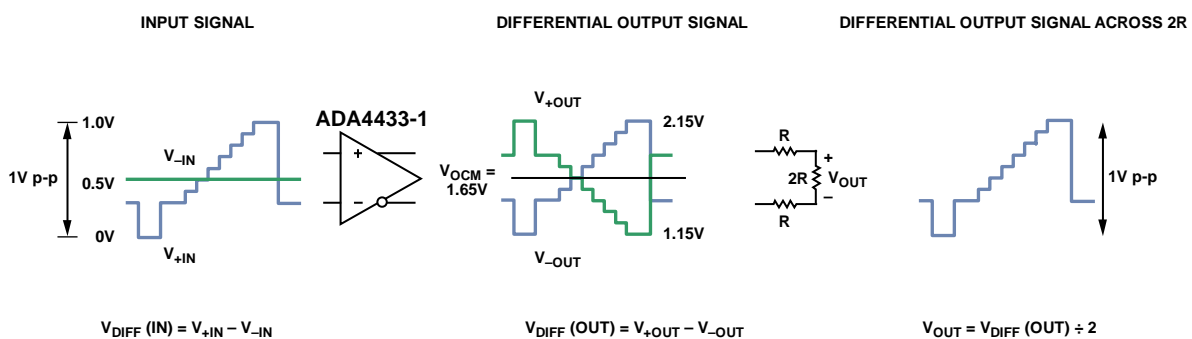 INPUT SIGNAL
DIFFERENTIAL OUTPUT SIGNAL
DIFFERENTIAL OUTPUT SIGNAL ACROSS 2R
1V p-p
1.0V
0.5V
0V
V–IN
V+IN
ADA4433-1
+
–
V+OUT
VOCM =
1.65V
2.15V
1.15V
V–OUT
R
2R
R
+
VOUT
–
1V p-p
VDIFF (IN) = V+IN – V–IN
VDIFF (OUT) = V+OUT – V–OUT
VOUT = VDIFF (OUT) ÷ 2